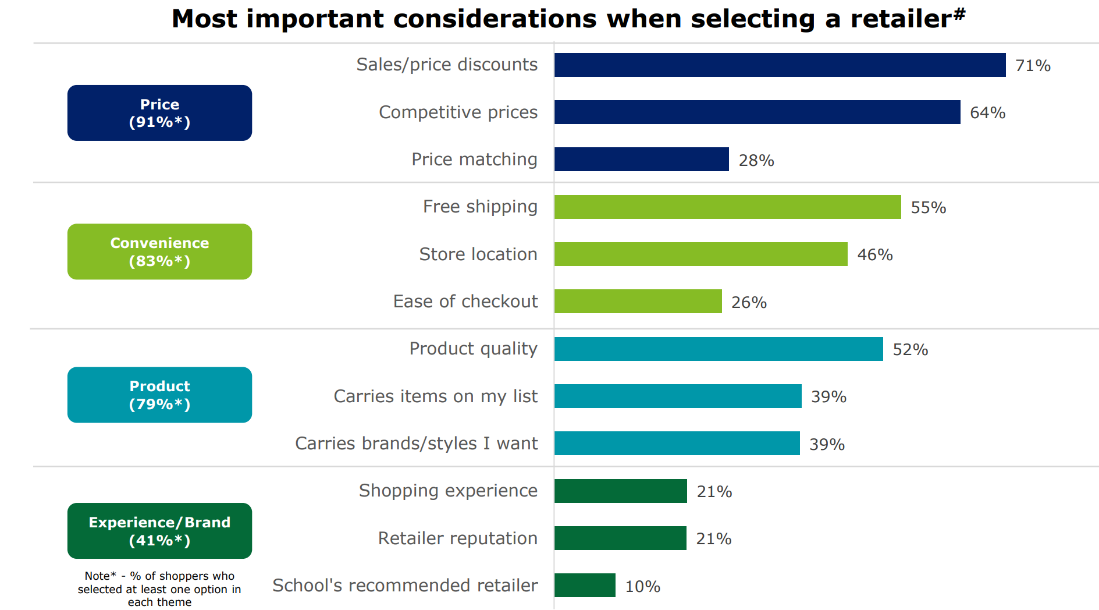 Most important considerations when selecting a retailer#
Price
(91%*)
Sales/price discounts 71%
Competitive prices 64%
Price matching 28%
Convenience
(83%*)
Free shipping 55%
Store location 46%
Ease of checkout 26%
Product
(79%*)
Product quality 52%
Carries items on my list 39%
Carries brands/styles I want 39%
Experience/Brand
(41%*)
Shopping experience 21%
Retailer reputation 21%
School's recommended retailer 10%
Note* - % of shoppers who
selected at least one option in
each theme